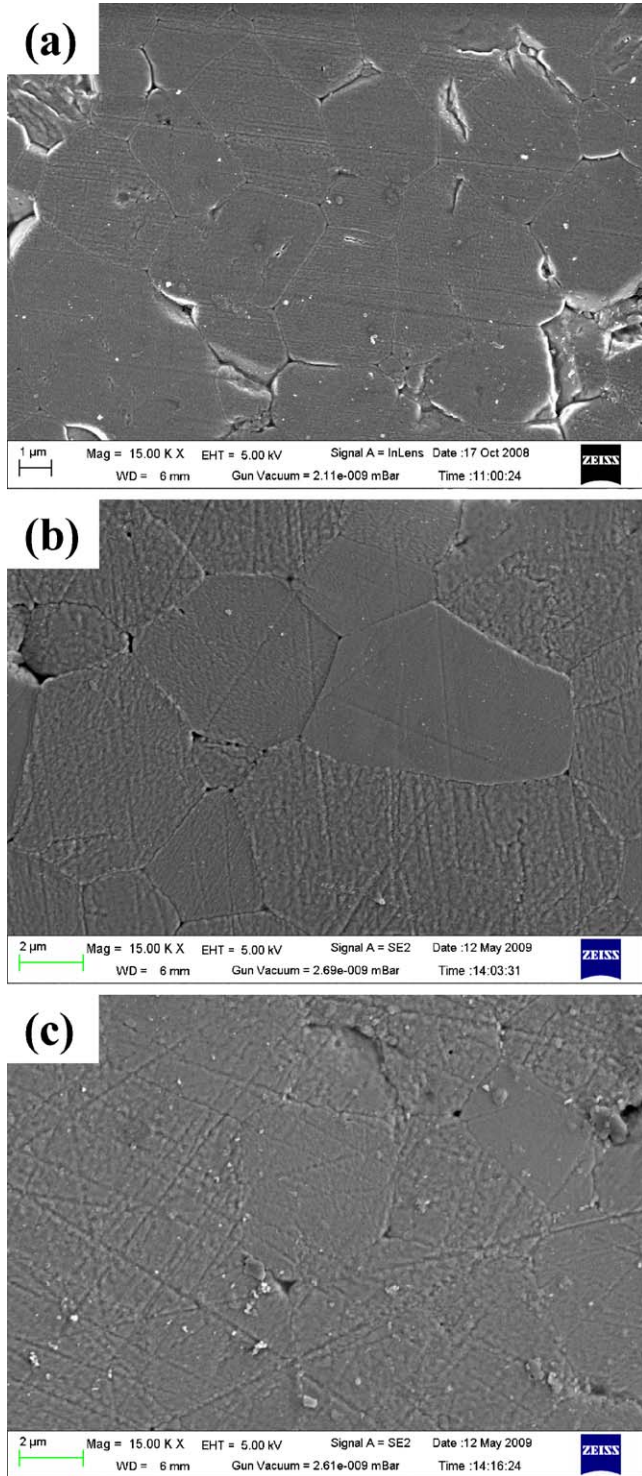 (a)
1 µm Mag = 15.00 K X EHT = 5.00 kV Signal A = InLens Date :17 Oct 2008
WD = 6 mm Gun Vacuum = 2.11e-009 mBar Time :11:00:24
ZEISS
(b)
2 µm Mag = 15.00 K X EHT = 5.00 kV Signal A = SE2 Date :12 May 2009
WD = 6 mm Gun Vacuum = 2.69e-009 mBar Time :14:03:31
ZEISS
(c)
2 µm Mag = 15.00 K X EHT = 5.00 kV Signal A = SE2 Date :12 May 2009
WD = 6 mm Gun Vacuum = 2.61e-009 mBar Time :14:16:24
ZEISS